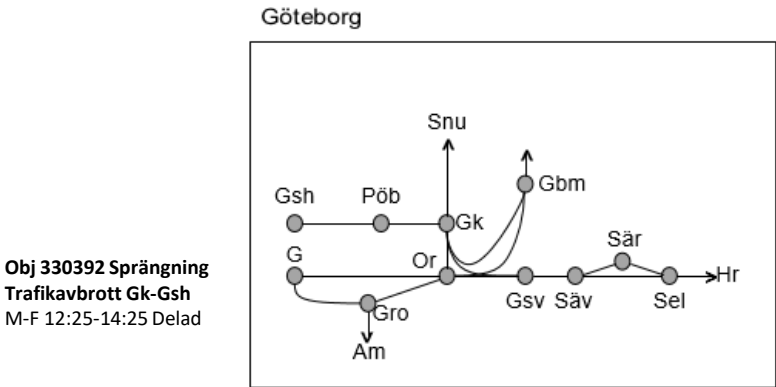 Göteborg
Snu
Gbm
Gsh Pöb Gk
Sär
G Or Hr
Obj 330392 Sprängning
Trafikavbrott Gk-Gsh
M-F 12:25-14:25 Delad
Gro Gsv Säv Sel
Am